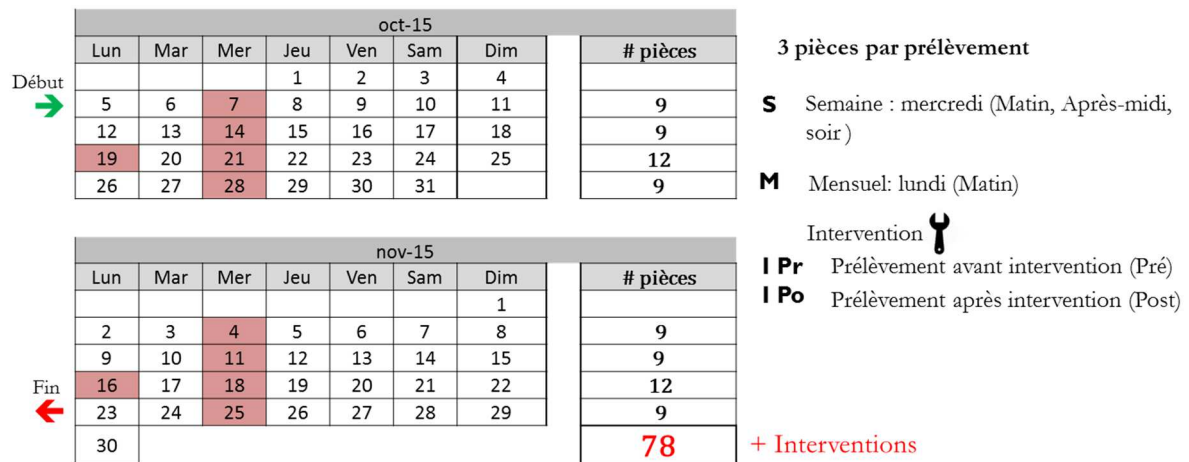 oct-15
Lun Mar Mer Jeu Ven Sam Dim # pièces
1 2 3 4
Début
5 6 7 8 9 10 11 9
12 13 14 15 16 17 18 9
19 20 21 22 23 24 25 12
26 27 28 29 30 31 9
nov-15
Lun Mar Mer Jeu Ven Sam Dim # pièces
1
2 3 4 5 6 7 8 9
9 10 11 12 13 14 15 9
Fin 16 17 18 19 20 21 22 12
23 24 25 26 27 28 29 9
30 78 + Interventions
3 pièces par prélèvement
S Semaine : mercredi (Matin, Après-midi,
soir )
M Mensuel: lundi (Matin)
Intervention
I Pr Prélèvement avant intervention (Pré)
I Po Prélèvement après intervention (Post)